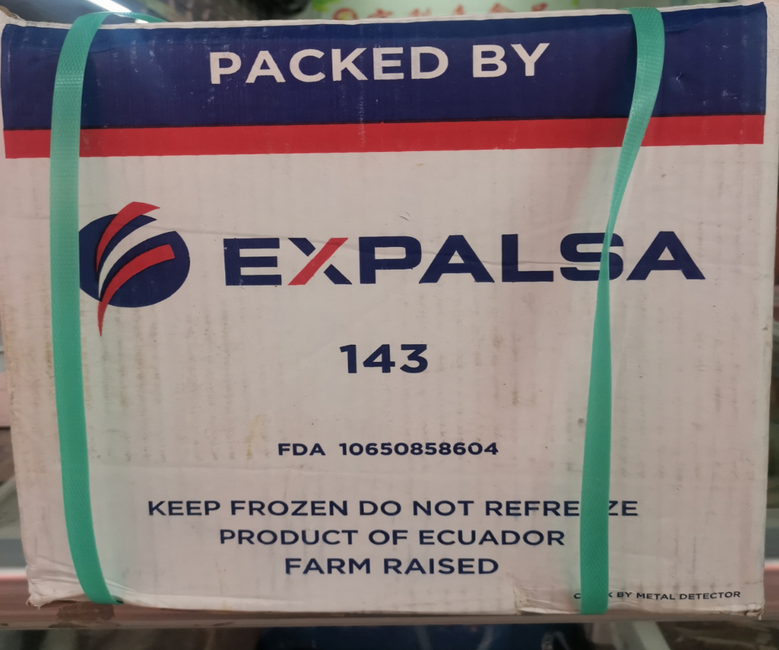 PACKED BY
EXPALSA
143
FDA 10650858604
KEEP FROZEN DO NOT REFREEZE
PRODUCT OF ECUADOR
FARM RAISED
BY METAL DETECTOR